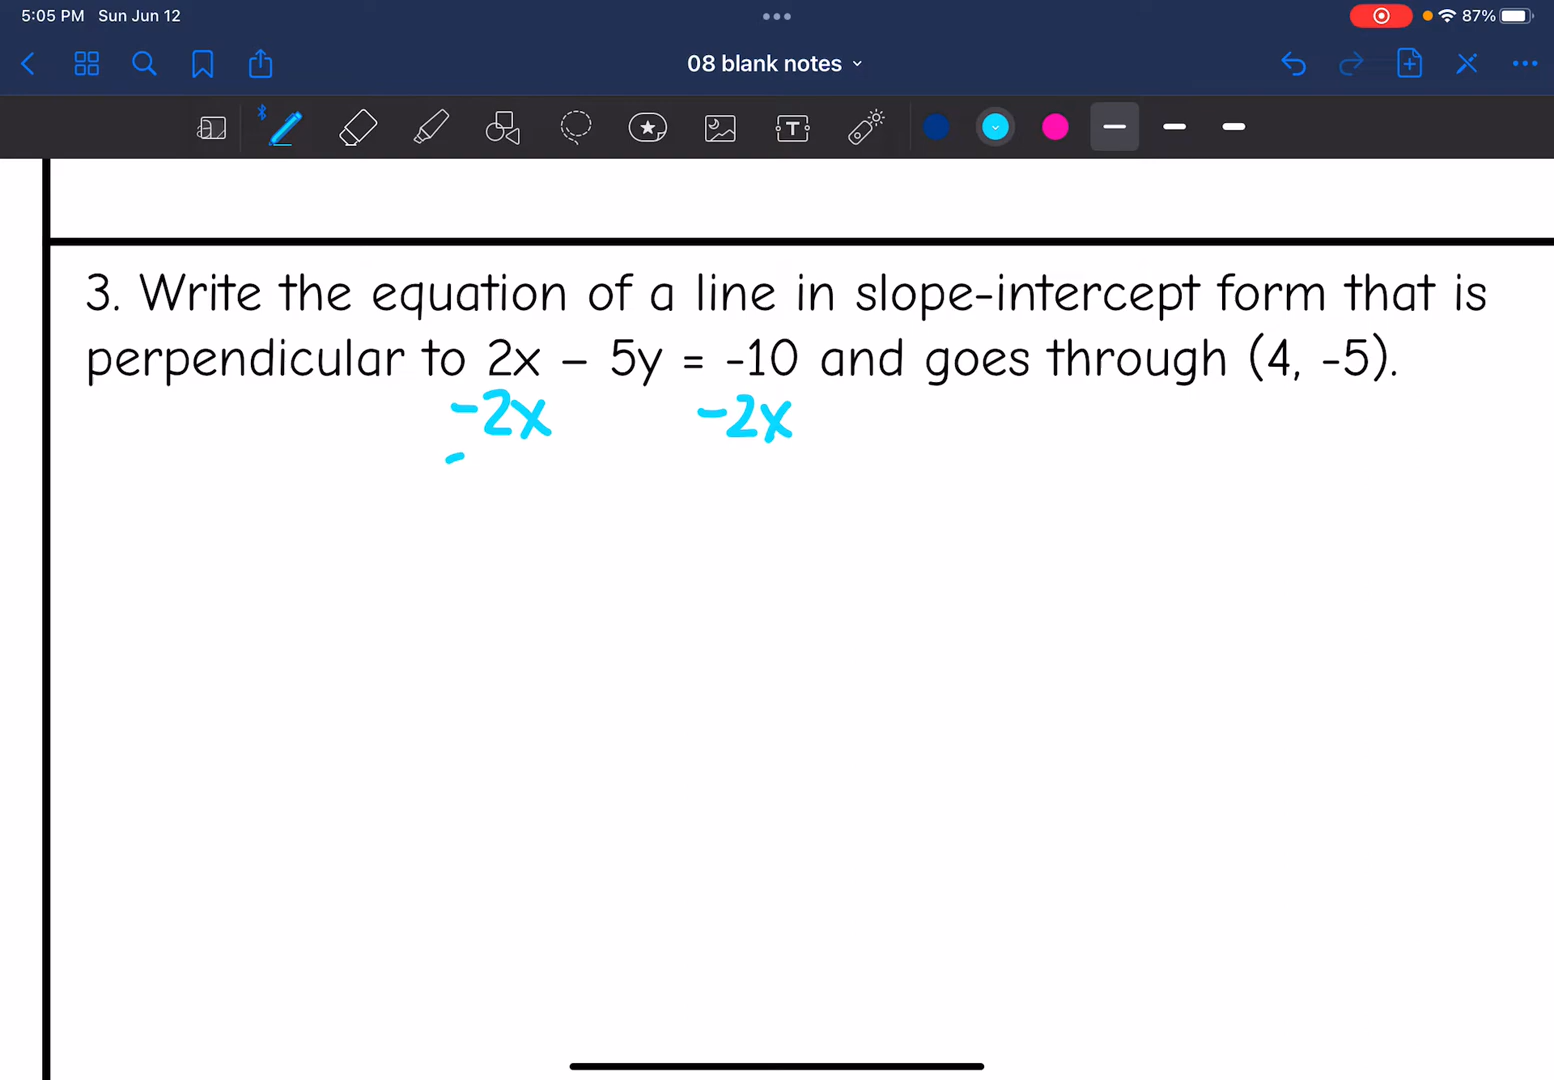 5:05 PM Sun Jun 12 87%
08 blank notes
T
3. Write the equation of a line in slope-intercept form that is
perpendicular to 2x – 5y = -10 and goes through (4, -5).
-2x -2x
-